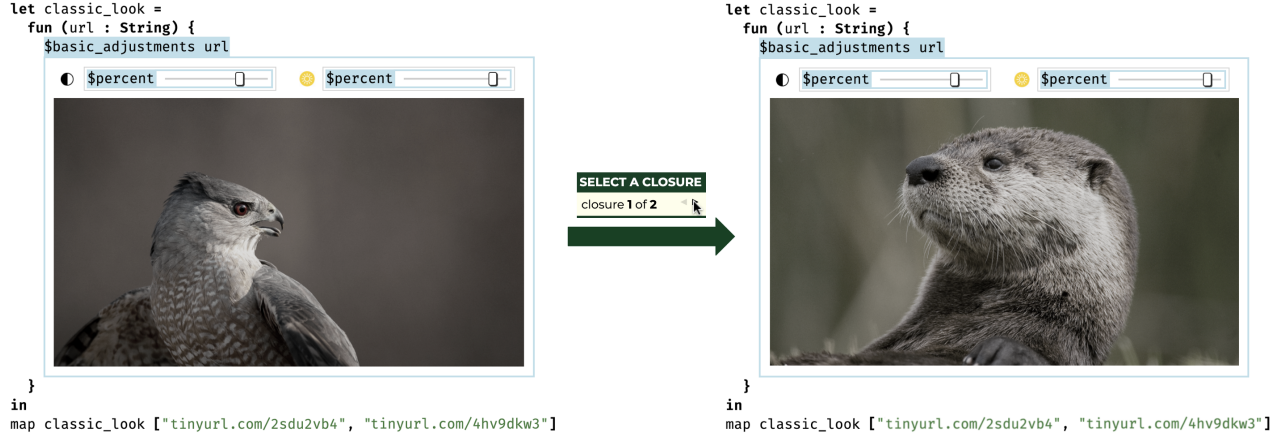 let classic_look =
fun (url : String) {
$basic_adjustments url
$percent
$percent
}
in
map classic_look ["tinyurl.com/2sdu2vb4", "tinyurl.com/4hv9dkw3"]
SELECT A CLOSURE
closure 1 of 2
let classic_look =
fun (url : String) {
$basic_adjustments url
$percent
$percent
}
in
map classic_look ["tinyurl.com/2sdu2vb4", "tinyurl.com/4hv9dkw3"]